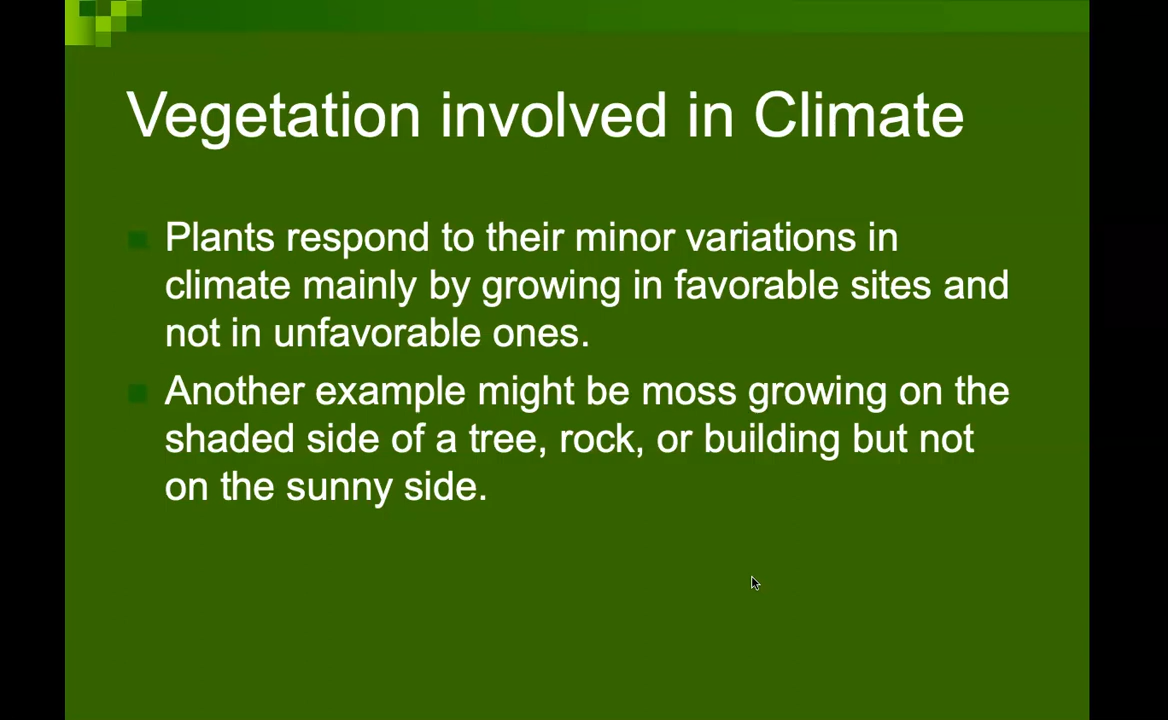 Vegetation involved in Climate
Plants respond to their minor variations in
climate mainly by growing in favorable sites and
not in unfavorable ones.
Another example might be moss growing on the
shaded side of a tree, rock, or building but not
on the sunny side.